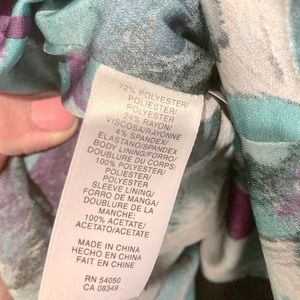 72% POLYESTER/
POLIESTER/
POLYESTER
24% RAYON/
VISCOSA/RAYONNE
4% SPANDEX/
ELASTANO/SPANDEX
BODY LINING/FORRO/
DOUBLURE DU CORPS:
100% POLYESTER/
POLIESTER/
POLYESTER
SLEEVE LINING/
FORRO DE MANGA/
DOUBLURE DE LA
MANCHE:
100% ACETATE/
ACETATO/ACETATE
MADE IN CHINA
HECHO EN CHINA
FAIT EN CHINE
RN 54050
CA 08349